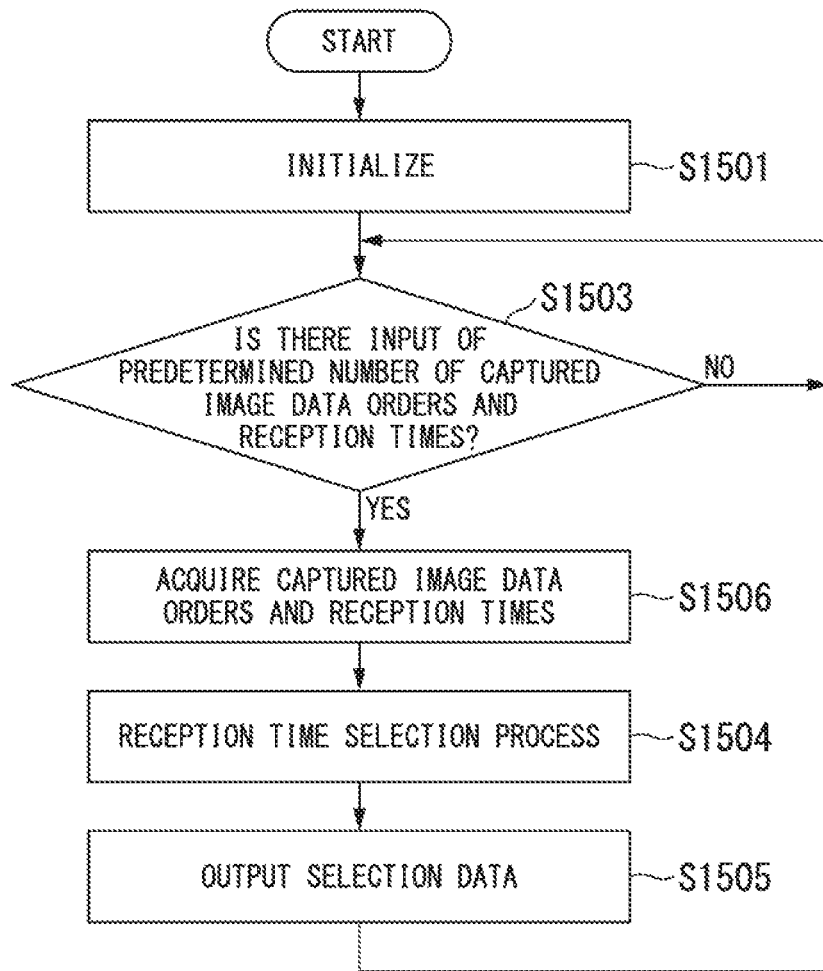 START
INITIALIZE
S1501
S1503
IS THERE INPUT OF
PREDETERMINED NUMBER OF CAPTURED
IMAGE DATA ORDERS AND
RECEPTION TIMES?
NO
YES
ACQUIRE CAPTURED IMAGE DATA
ORDERS AND RECEPTION TIMES
S1506
RECEPTION TIME SELECTION PROCESS
S1504
OUTPUT SELECTION DATA
S1505